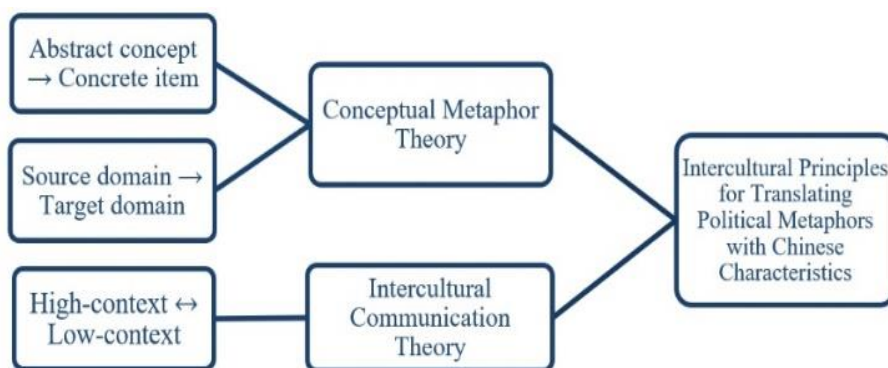 Abstract concept
→ Concrete item
Source domain →
Target domain
High-context ↔
Low-context
Conceptual Metaphor
Theory
Intercultural
Communication
Theory
Intercultural Principles
for Translating
Political Metaphors
with Chinese
Characteristics